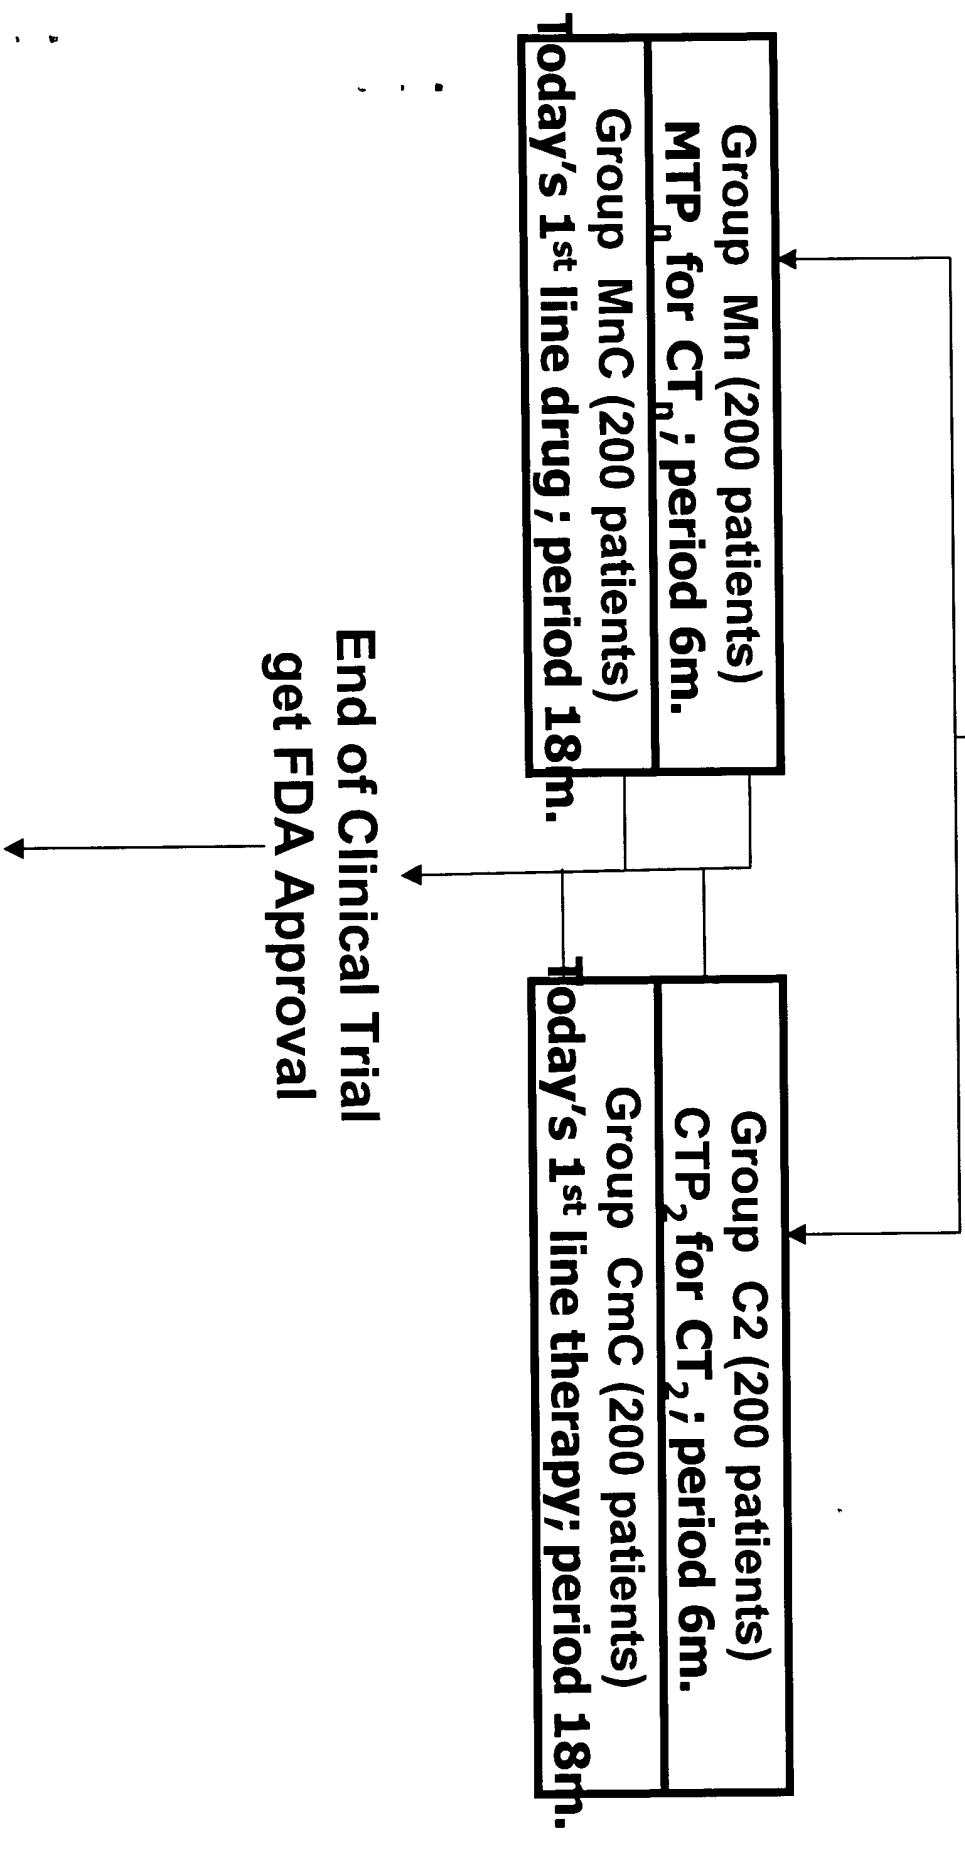 Group Mn (200 patients)
MTPn for CTn ; period 6m.
Group MnC (200 patients)
Today's 1st line drug ; period 18m.
Group C2 (200 patients)
CTP2 for CT2 ; period 6m.
Group CmC (200 patients)
Today's 1st line therapy; period 18m.
End of Clinical Trial
get FDA Approval